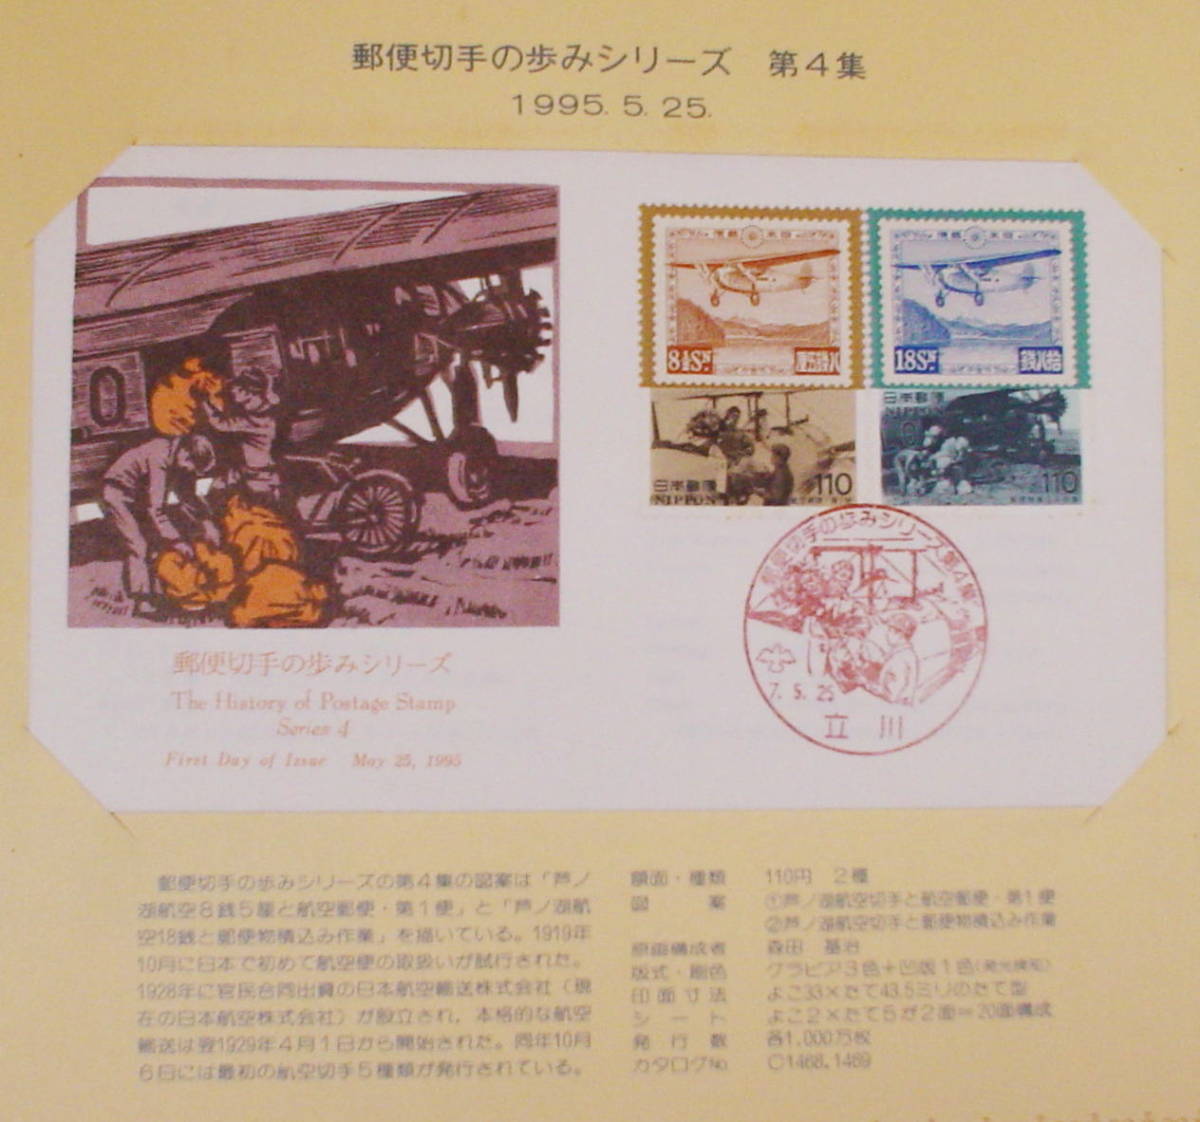 郵便切手の歩みシリーズ 第4集
1995. 5. 25.
郵便切手の歩みシリーズ
The History of Postage Stamp
Series 4
First Day of Issue May 25, 1995
8½SN
18SN
日本郵便
NIPPON
110
日本郵便
NIPPON
110
郵便切手の歩みシリーズ第4集
7. 5. 25
立川
郵便切手の歩みシリーズの第4集の図案は「芦ノ
湖航空8銭5厘と航空郵便・第1便」と「芦ノ湖航
空18銭と郵便物積込み作業」を描いている。1919年
10月に日本で初めて航空便の取扱いが試行された。
1928年に官民合同出資の日本航空輸送株式会社(現
在の日本航空株式会社)が設立され、本格的な航空
輸送は翌1929年4月1日から開始された。同年10月
6日には最初の航空切手5種類が発行されている。
額面・種類 110円 2種
図案 ①芦ノ湖航空切手と航空郵便・第1便
②芦ノ湖航空切手と郵便物積込み作業
原画構成者 森田 基治
版式・刷色 グラビア3色+凹版1色(発光検知)
印面寸法 よこ33×たて43.5ミリのたて型
シート よこ2×たて5が2面=20面構成
発行数 各1,000万枚
カタログNo C1468,1469